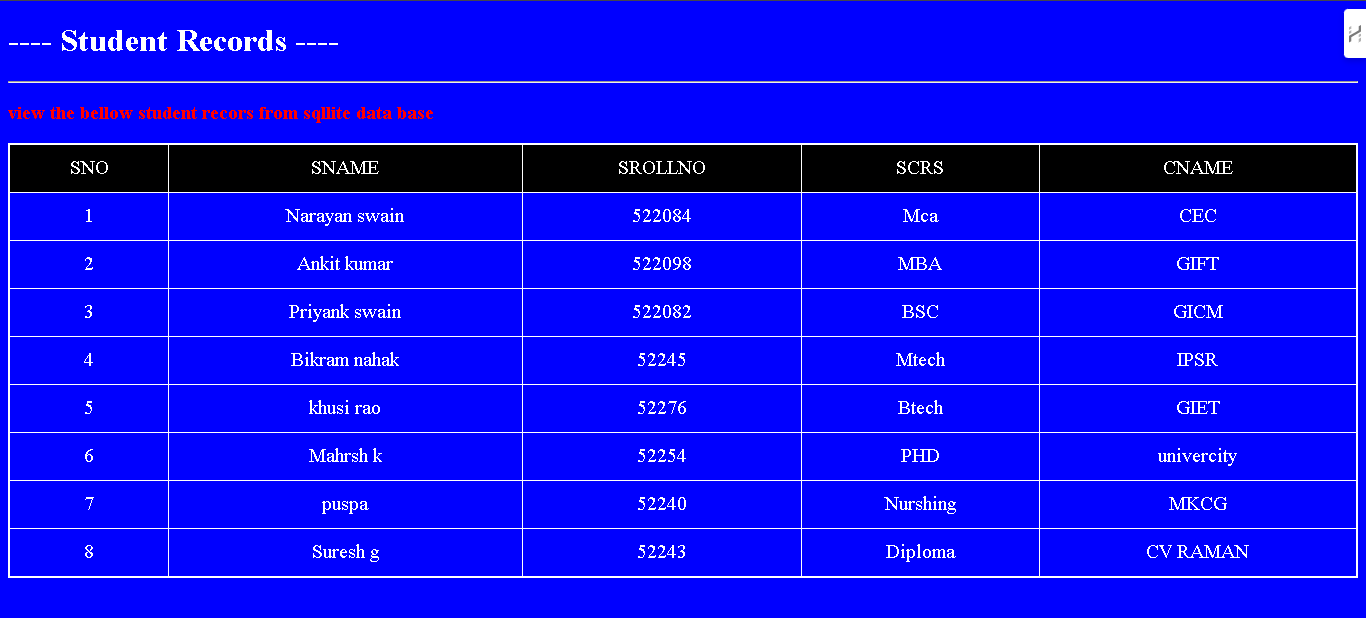 ---- Student Records ----
view the bellow student recors from sqllite data base
SNO SNAME SROLLNO SCRS CNAME
1 Narayan swain 522084 Mca CEC
2 Ankit kumar 522098 MBA GIFT
3 Priyank swain 522082 BSC GICM
4 Bikram nahak 52245 Mtech IPSR
5 khusi rao 52276 Btech GIET
6 Mahrsh k 52254 PHD univercity
7 puspa 52240 Nurshing MKCG
8 Suresh g 52243 Diploma CV RAMAN